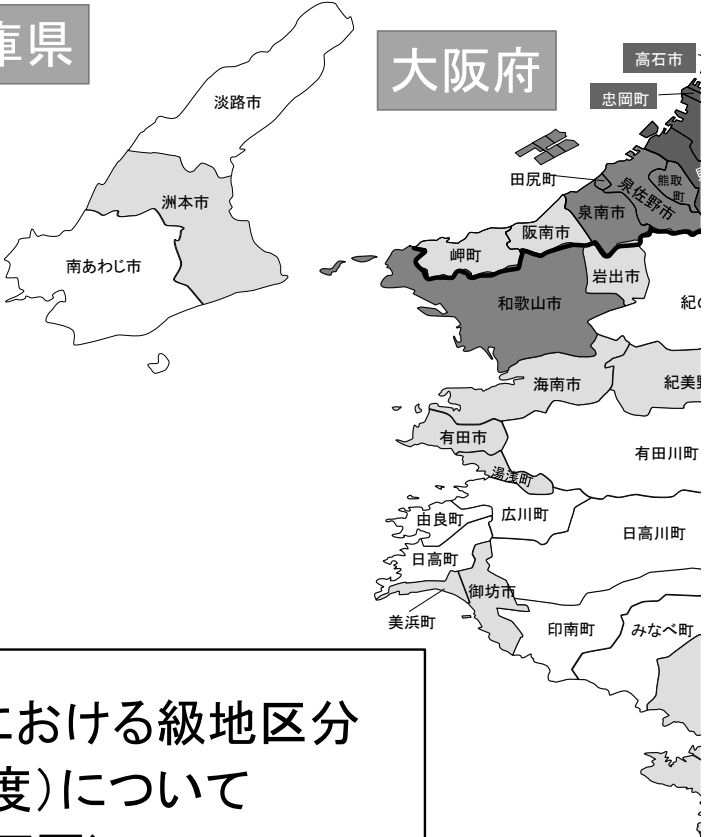 庫県
大阪府
高石市
忠岡町
淡路市
田尻町
熊取
町
泉佐野市
洲本市
泉南市
阪南市
岬町
南あわじ市
岩出市
和歌山市
紀の
海南市
紀美野
有田市
有田川町
湯浅町
由良町
広川町
日高川町
日高町
御坊市
美浜町
印南町
みなべ町
における級地区分
度)について